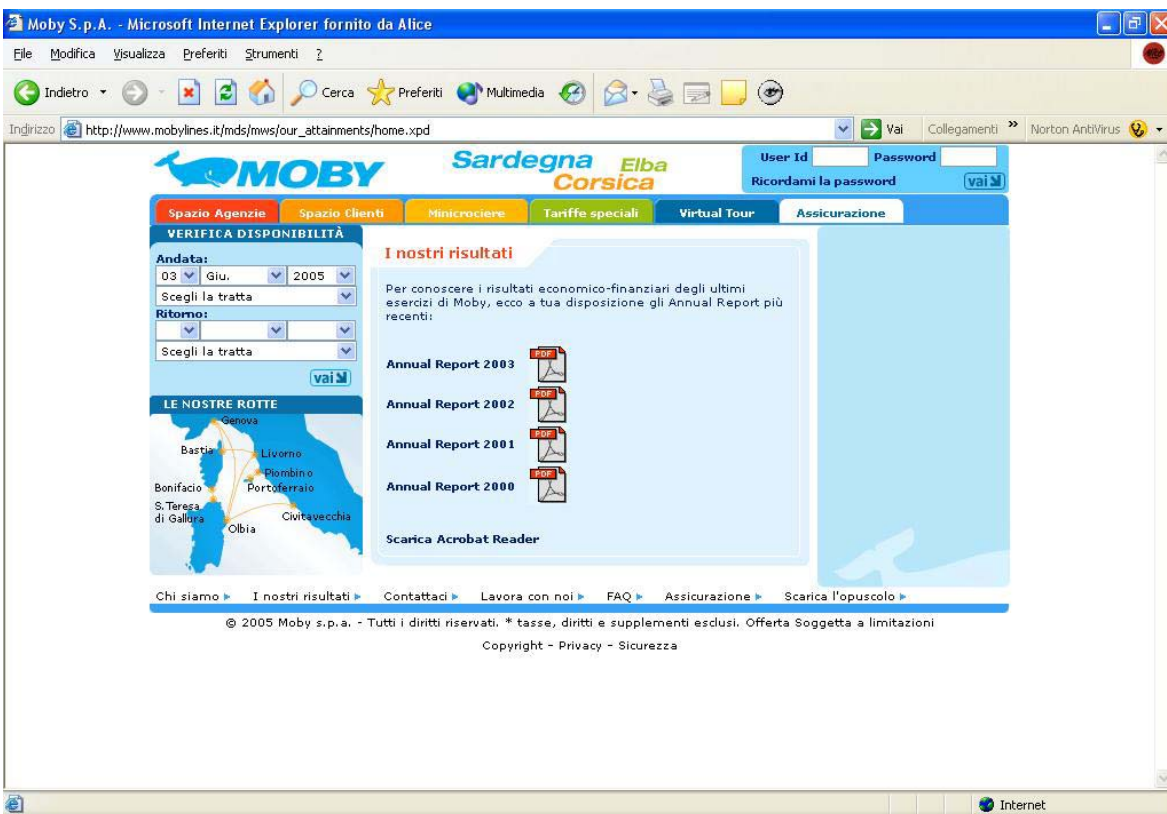 Moby S.p.A. - Microsoft Internet Explorer fornito da Alice
File Modifica Visualizza Preferiti Strumenti ?
Indietro Cerca Preferiti Multimedia
Indirizzo http://www.mobylines.it/mds/mws/our_attainments/home.xpd Vai Collegamenti » Norton AntiVirus
MOBY Sardegna Elba Corsica
User Id Password
Ricordami la password vai
Spazio Agenzie Spazio Clienti Minicrociere Tariffe speciali Virtual Tour Assicurazione
VERIFICA DISPONIBILITÀ
Andata:
03 Giu. 2005
Scegli la tratta
Ritorno:
Scegli la tratta
vai
LE NOSTRE ROTTE
Genova
Bastia
Livorno
Piombino
Bonifacio
Portoferraio
S. Teresa
di Gallura
Civitavecchia
Olbia
I nostri risultati
Per conoscere i risultati economico-finanziari degli ultimi
esercizi di Moby, ecco a tua disposizione gli Annual Report più
recenti:
Annual Report 2003 PDF
Annual Report 2002 PDF
Annual Report 2001 PDF
Annual Report 2000 PDF
Scarica Acrobat Reader
Chi siamo I nostri risultati Contattaci Lavora con noi FAQ Assicurazione Scarica l'opuscolo
© 2005 Moby s.p.a. - Tutti i diritti riservati. * tasse, diritti e supplementi esclusi. Offerta Soggetta a limitazioni
Copyright - Privacy - Sicurezza
Internet